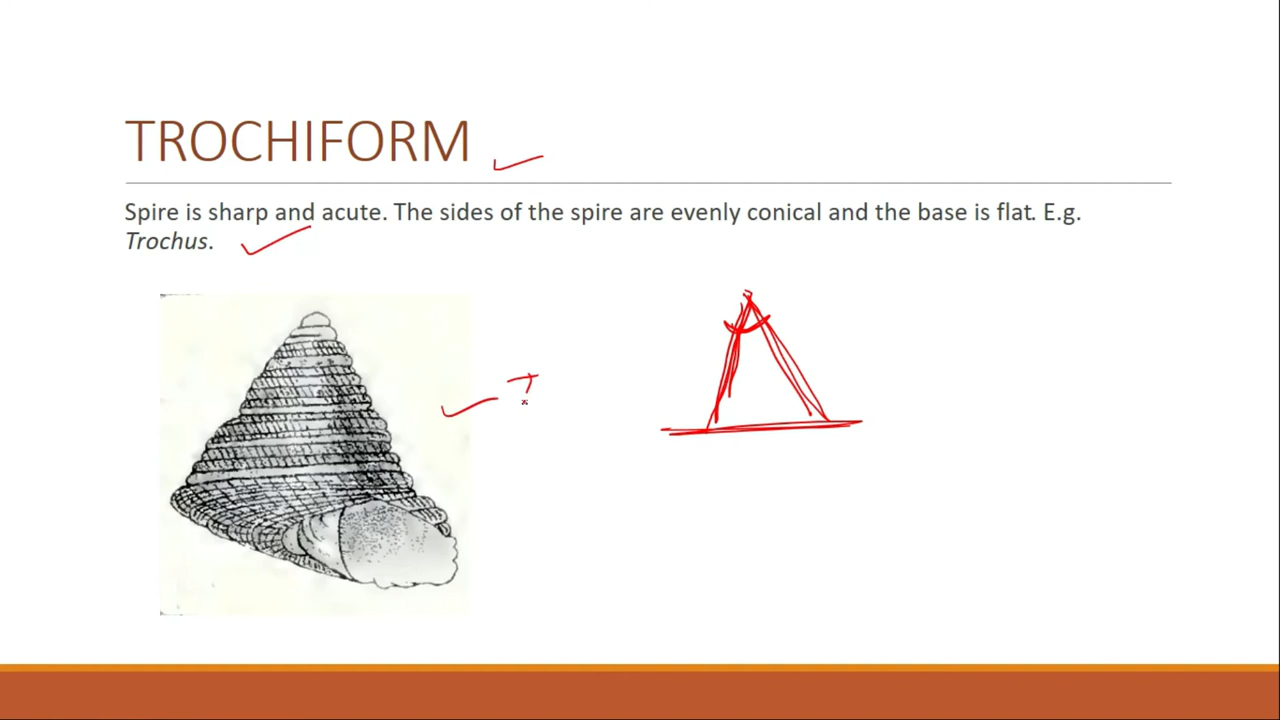 TROCHIFORM
Spire is sharp and acute. The sides of the spire are evenly conical and the base is flat. E.g.
Trochus.